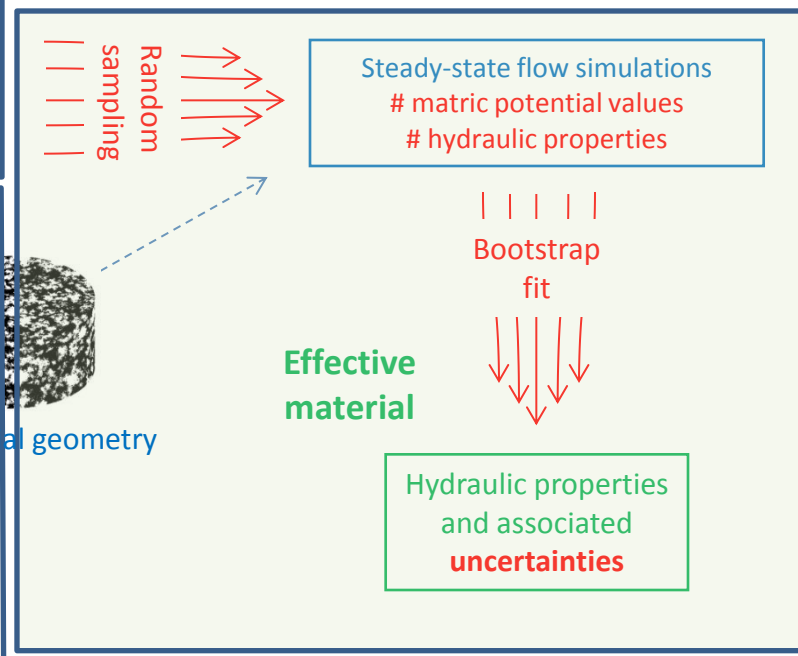 Random
sampling
Steady-state flow simulations
# matric potential values
# hydraulic properties
Bootstrap
fit
Effective
material
al geometry
Hydraulic properties
and associated
uncertainties